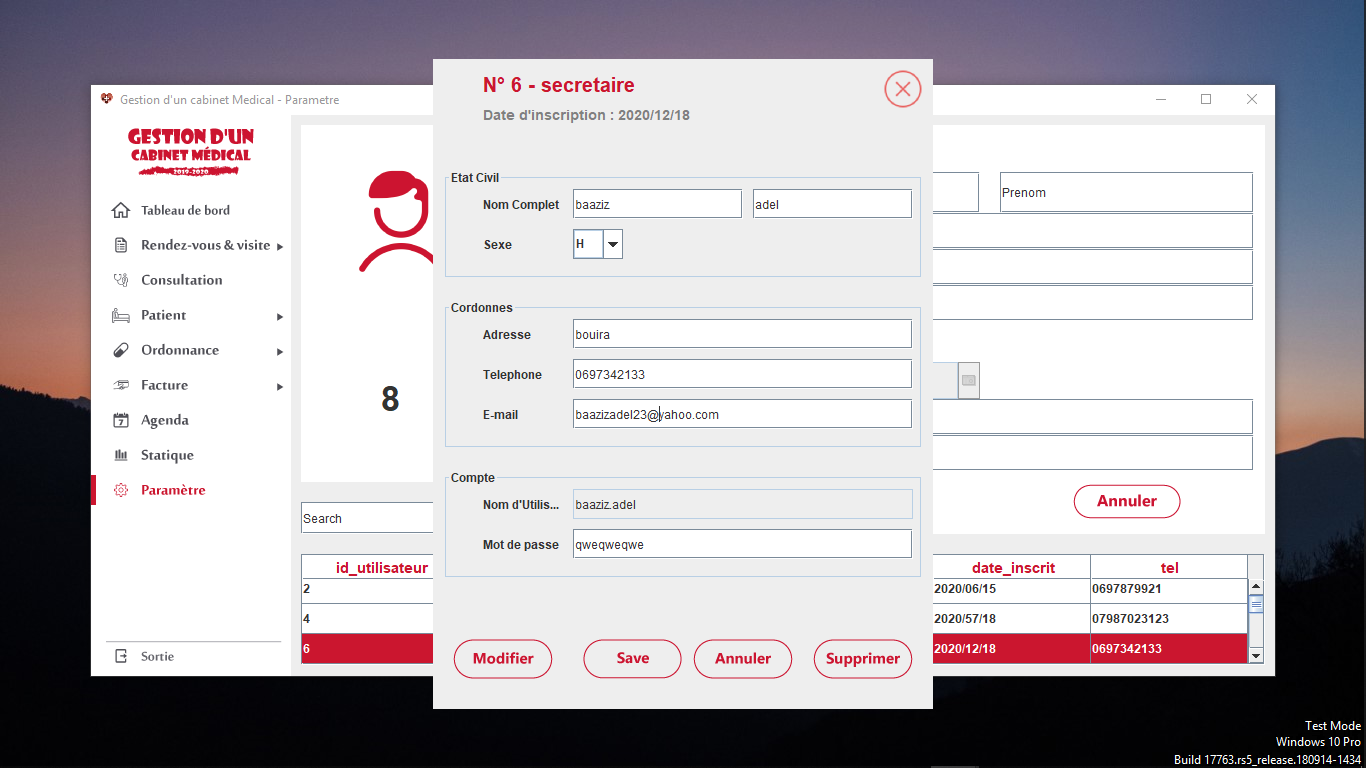 Gestion d'un cabinet Medical - Parametre
GESTION D'UN
CABINET MÉDICAL
2019-2020
Tableau de bord
Rendez-vous & visite
Consultation
Patient
Ordonnance
Facture
Agenda
7
Statique
Paramètre
Sortie
8
Search
id_utilisateur
2
4
6
N° 6 - secretaire
Date d'inscription : 2020/12/18
Etat Civil
Nom Complet baaziz adel
Sexe H
Cordonnes
Adresse bouira
Telephone 0697342133
E-mail baazizadel23@yahoo.com
Compte
Nom d'Utilis... baaziz.adel
Mot de passe qweqweqwe
Modifier Save Annuler Supprimer
Prenom
Annuler
date_inscrit tel
2020/06/15 0697879921
2020/57/18 07987023123
2020/12/18 0697342133
Test Mode
Windows 10 Pro
Build 17763.rs5_release.180914-1434